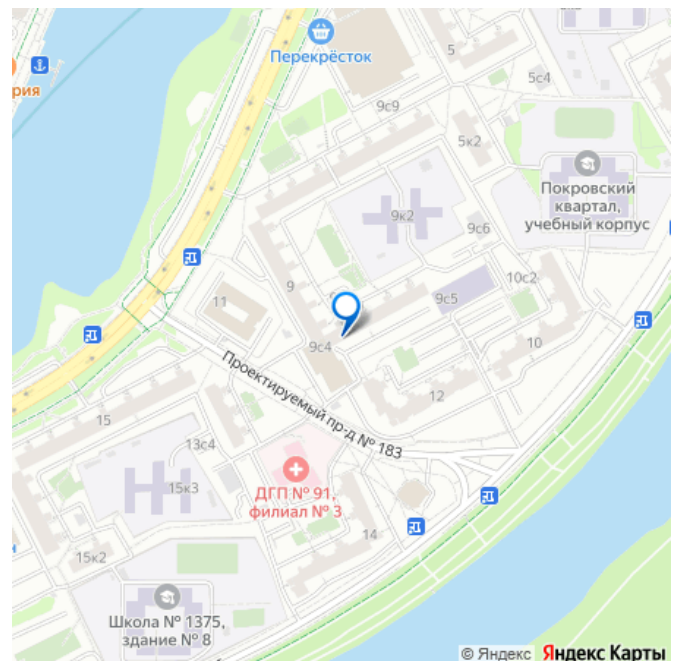 Перекрёсток
5
5с4
9с9
рия
5к2
Покровский
квартал,
учебный корпус
9к2
9с6
10с2
9
9с5
11
10
9с4
Проектируемый пр-д № 183
12
15
13с4
ДГП № 91,
филиал № 3
15к3
14
15к2
Школа № 1375,
здание № 8
© Яндекс Яндекс Карты